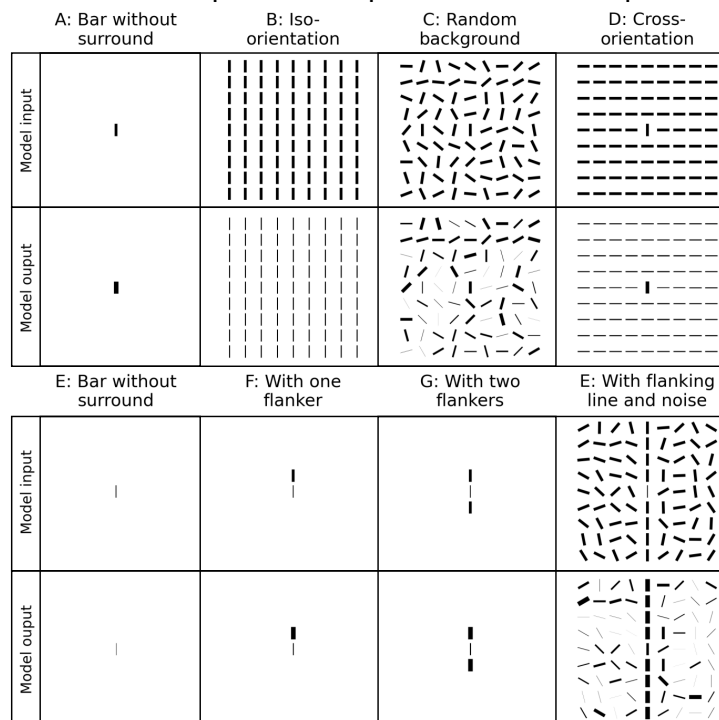 A: Bar without
surround
B: Iso-
orientation
C: Random
background
D: Cross-
orientation
Model input
Model ouput
E: Bar without
surround
F: With one
flanker
G: With two
flankers
E: With flanking
line and noise
Model input
Model ouput